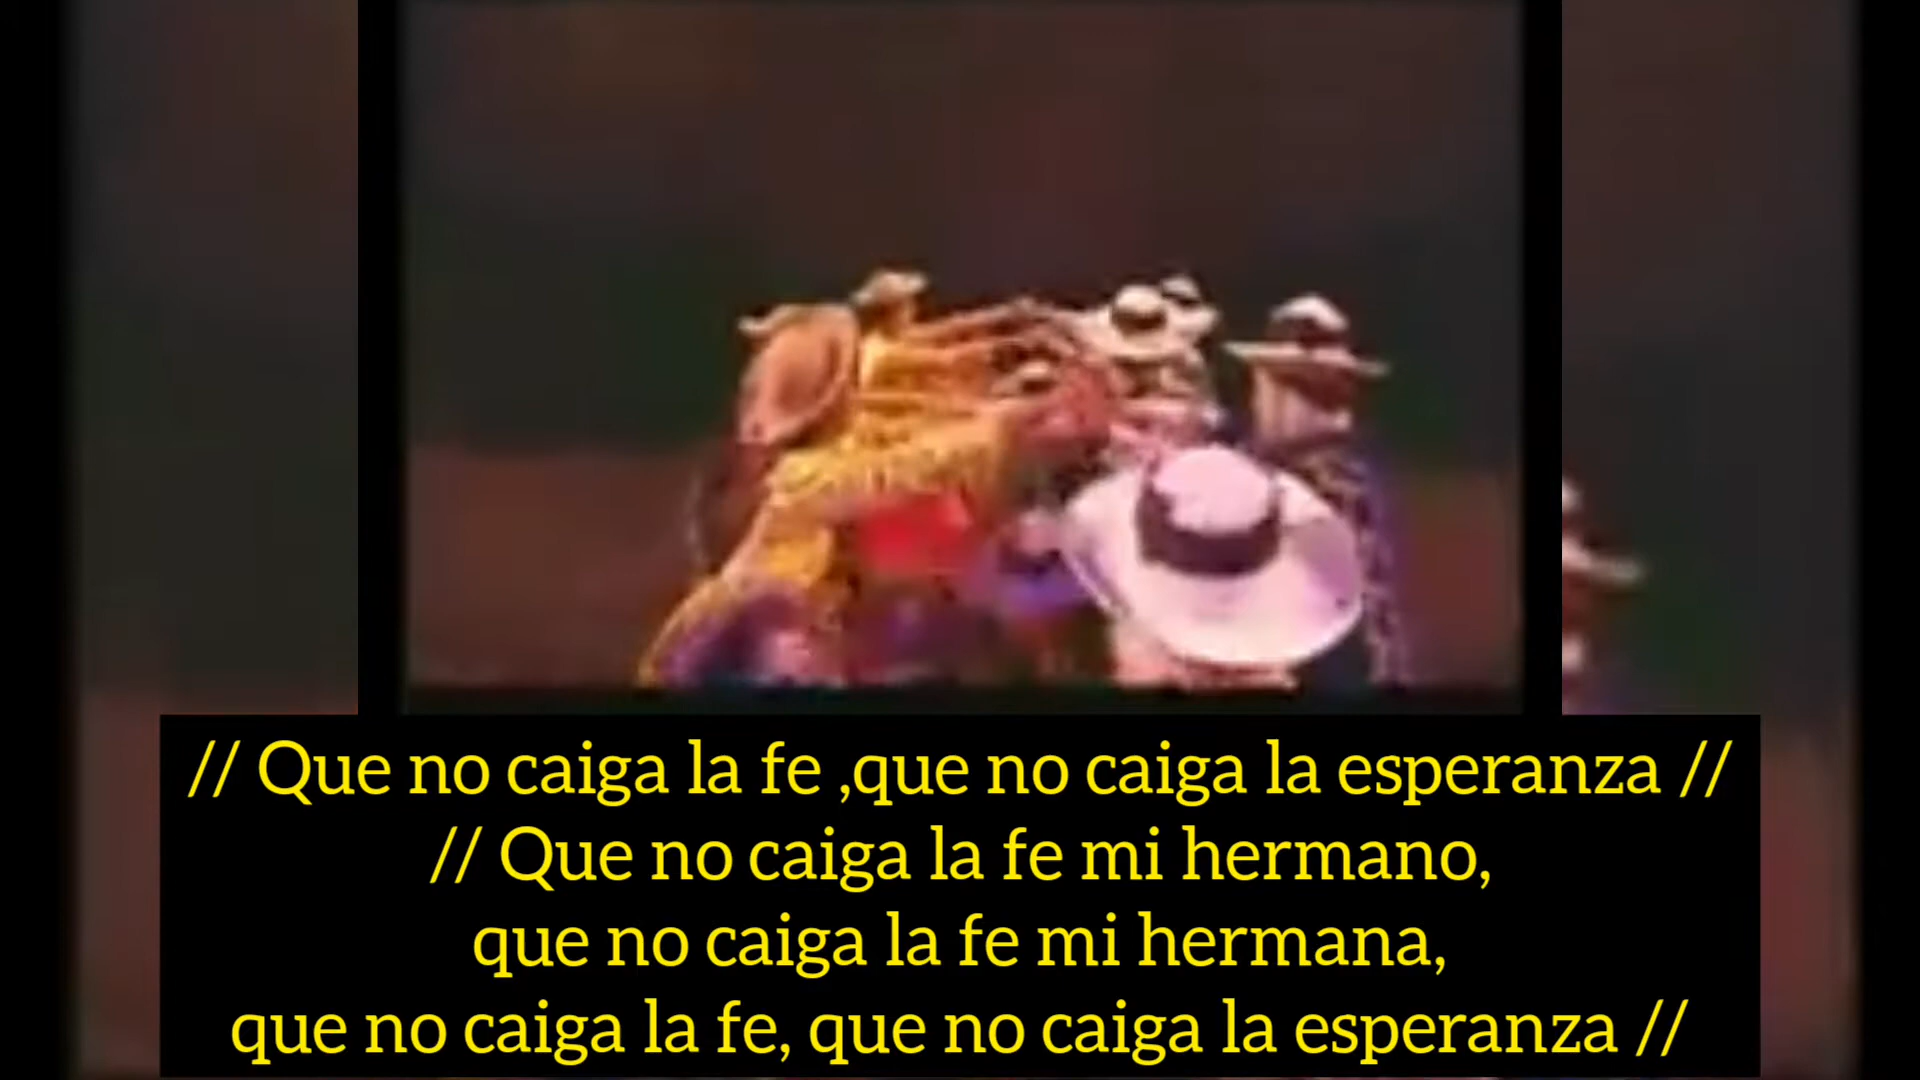 // Que no caiga la fe ,que no caiga la esperanza //
// Que no caiga la fe mi hermano,
que no caiga la fe mi hermana,
que no caiga la fe, que no caiga la esperanza //